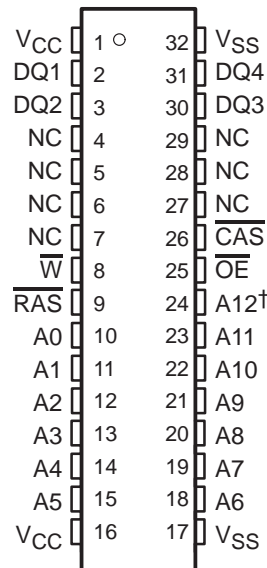 VCC 1 32 VSS
DQ1 2 31 DQ4
DQ2 3 30 DQ3
NC 4 29 NC
NC 5 28 NC
NC 6 27 NC
NC 7 26 C̅A̅S̅
W̅ 8 25 O̅E̅
R̅A̅S̅ 9 24 A12†
A0 10 23 A11
A1 11 22 A10
A2 12 21 A9
A3 13 20 A8
A4 14 19 A7
A5 15 18 A6
VCC 16 17 VSS